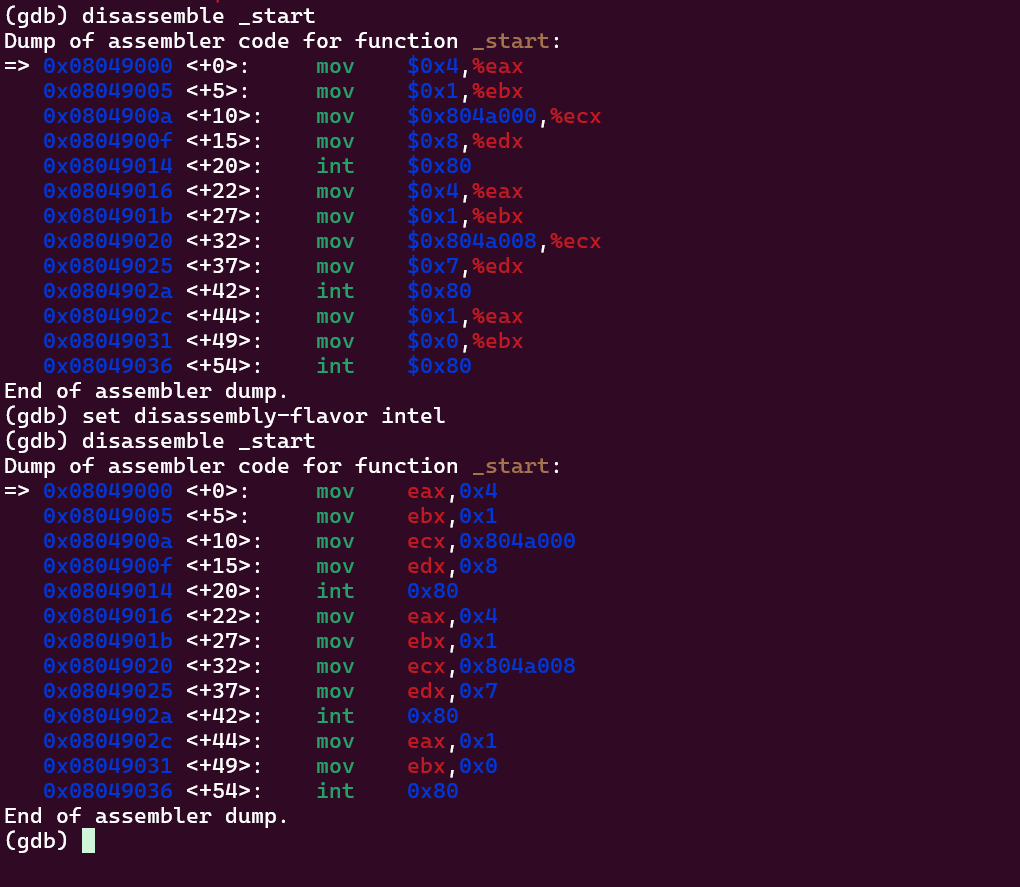 (gdb) disassemble _start
Dump of assembler code for function _start:
=> 0x08049000 <+0>:     mov    $0x4,%eax
   0x08049005 <+5>:     mov    $0x1,%ebx
   0x0804900a <+10>:    mov    $0x804a000,%ecx
   0x0804900f <+15>:    mov    $0x8,%edx
   0x08049014 <+20>:    int    $0x80
   0x08049016 <+22>:    mov    $0x4,%eax
   0x0804901b <+27>:    mov    $0x1,%ebx
   0x08049020 <+32>:    mov    $0x804a008,%ecx
   0x08049025 <+37>:    mov    $0x7,%edx
   0x0804902a <+42>:    int    $0x80
   0x0804902c <+44>:    mov    $0x1,%eax
   0x08049031 <+49>:    mov    $0x0,%ebx
   0x08049036 <+54>:    int    $0x80
End of assembler dump.
(gdb) set disassembly-flavor intel
(gdb) disassemble _start
Dump of assembler code for function _start:
=> 0x08049000 <+0>:     mov    eax,0x4
   0x08049005 <+5>:     mov    ebx,0x1
   0x0804900a <+10>:    mov    ecx,0x804a000
   0x0804900f <+15>:    mov    edx,0x8
   0x08049014 <+20>:    int    0x80
   0x08049016 <+22>:    mov    eax,0x4
   0x0804901b <+27>:    mov    ebx,0x1
   0x08049020 <+32>:    mov    ecx,0x804a008
   0x08049025 <+37>:    mov    edx,0x7
   0x0804902a <+42>:    int    0x80
   0x0804902c <+44>:    mov    eax,0x1
   0x08049031 <+49>:    mov    ebx,0x0
   0x08049036 <+54>:    int    0x80
End of assembler dump.
(gdb)